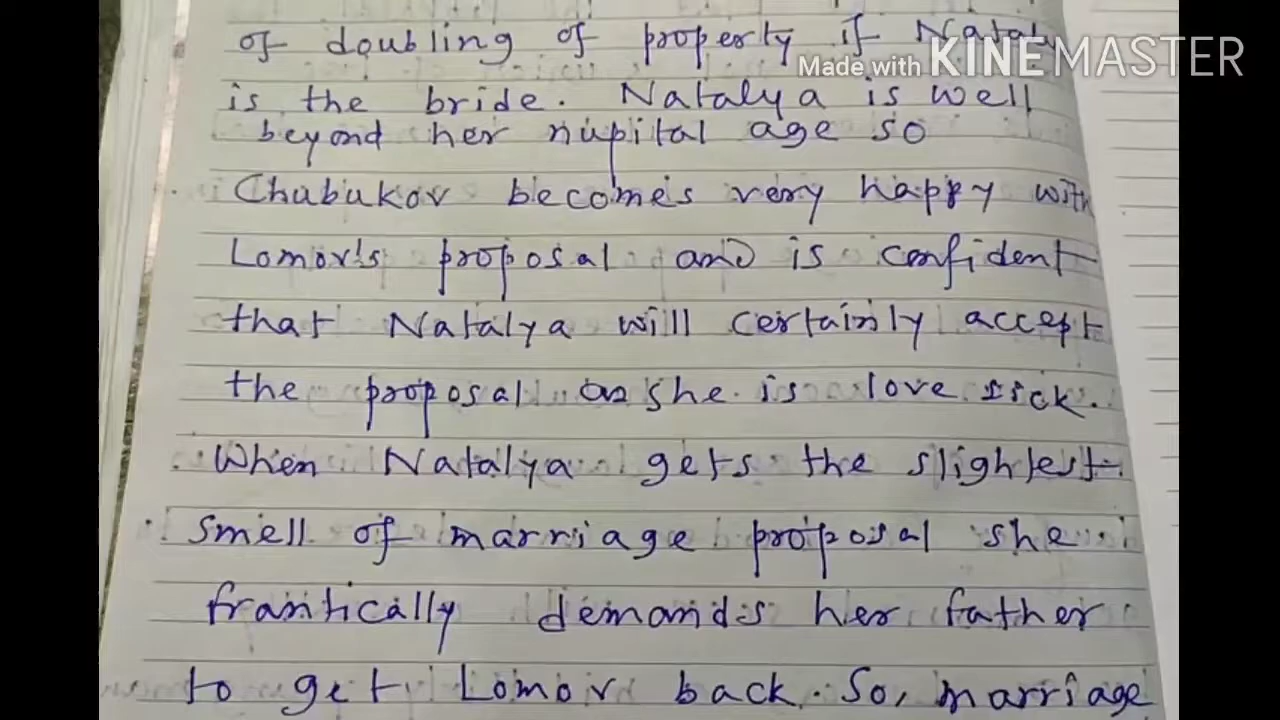 of doubling of property if Natal
Made with KINEMASTER
is the bride. Natalya is well
beyond her nupital age so
Chubukov becomes very happy with
Lomov's proposal and is confident
that Natalya will certainly accept
the proposal as she is love sick.
When Natalya gets the slightest
smell of marriage proposal she
frantically demands her father
to get Lomov back. So, marriage